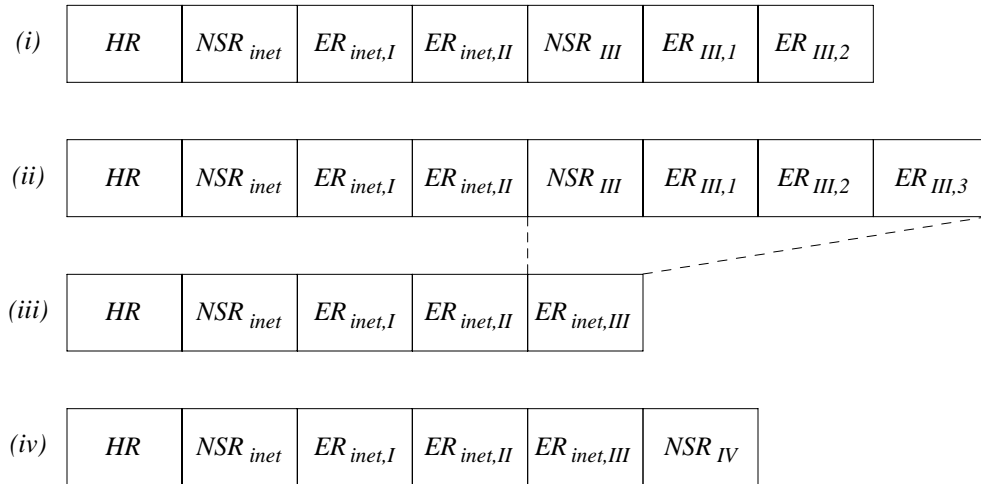 (i) HR NSR inet ER inet,I ER inet,II NSR III ER III,1 ER III,2
(ii) HR NSR inet ER inet,I ER inet,II NSR III ER III,1 ER III,2 ER III,3
(iii) HR NSR inet ER inet,I ER inet,II ER inet,III
(iv) HR NSR inet ER inet,I ER inet,II ER inet,III NSR IV